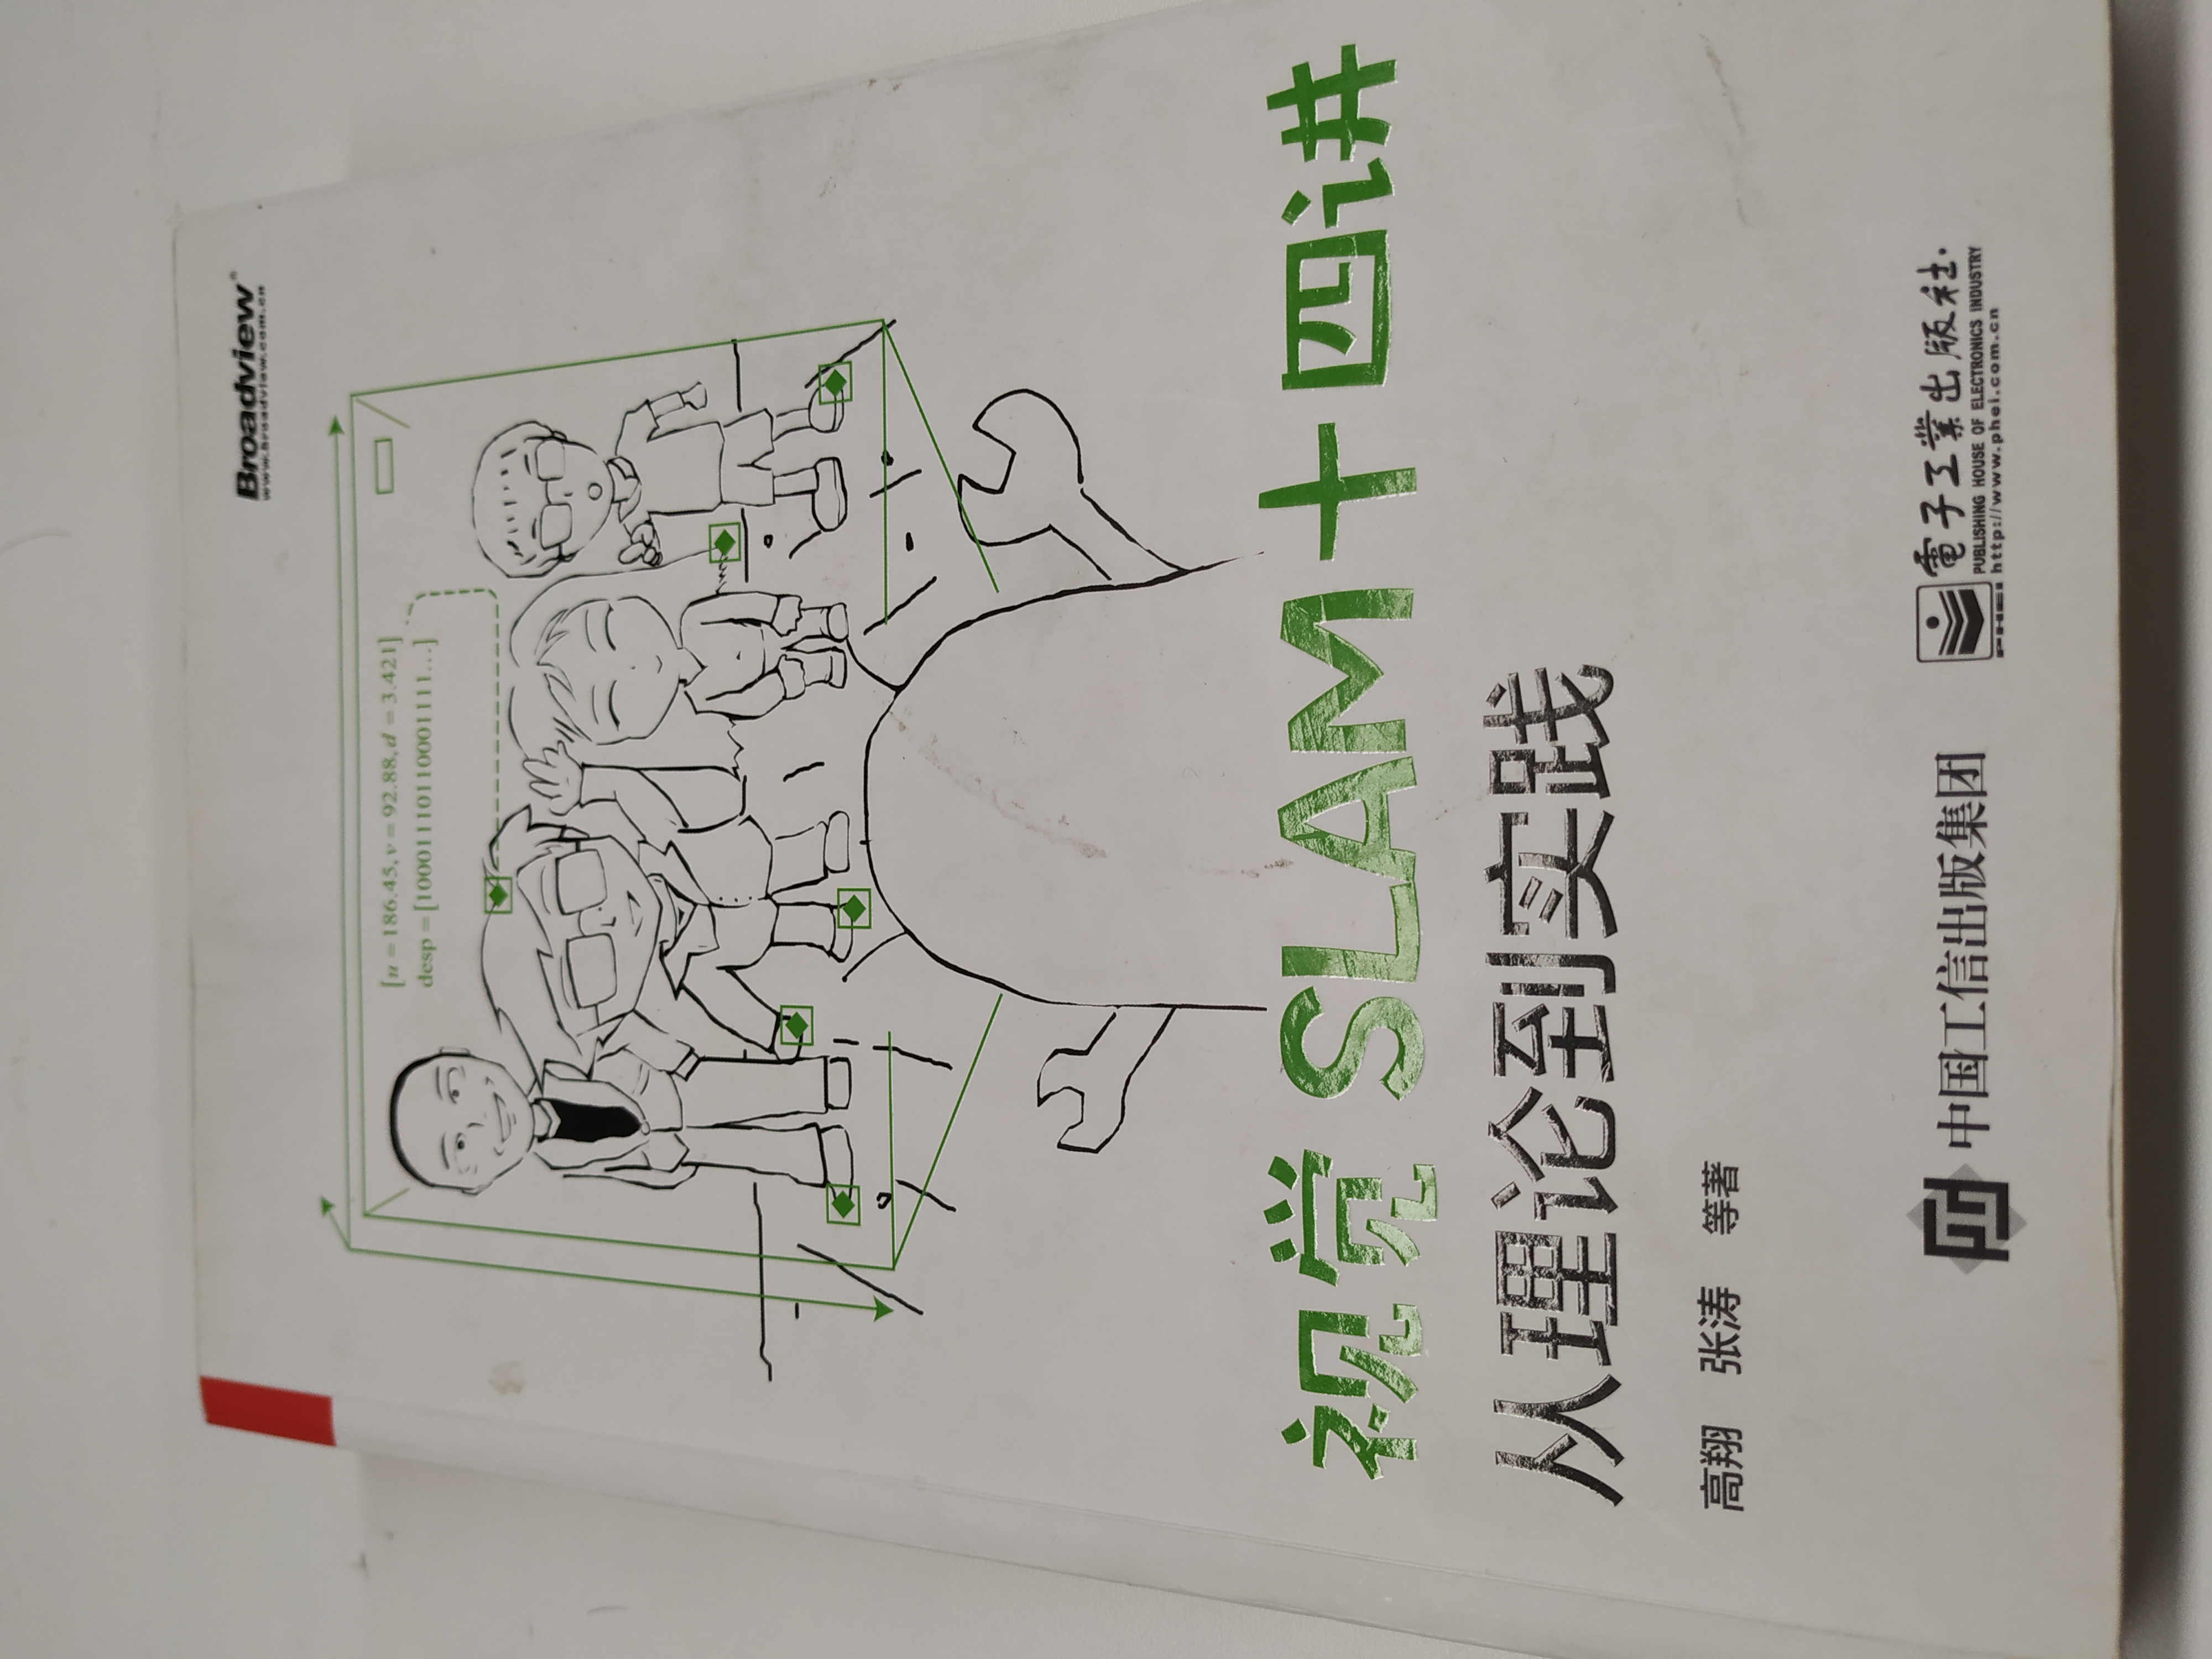 Broadview®
www.broadview.com.cn
[u = 186.45, v = 92.88, d = 3.421]
desp = [10001110110001111...]
视觉SLAM十四讲
从理论到实践
高翔 张涛 等著
中国工信出版集团
電子工業出版社.
PUBLISHING HOUSE OF ELECTRONICS INDUSTRY
PHEI http://www.phei.com.cn